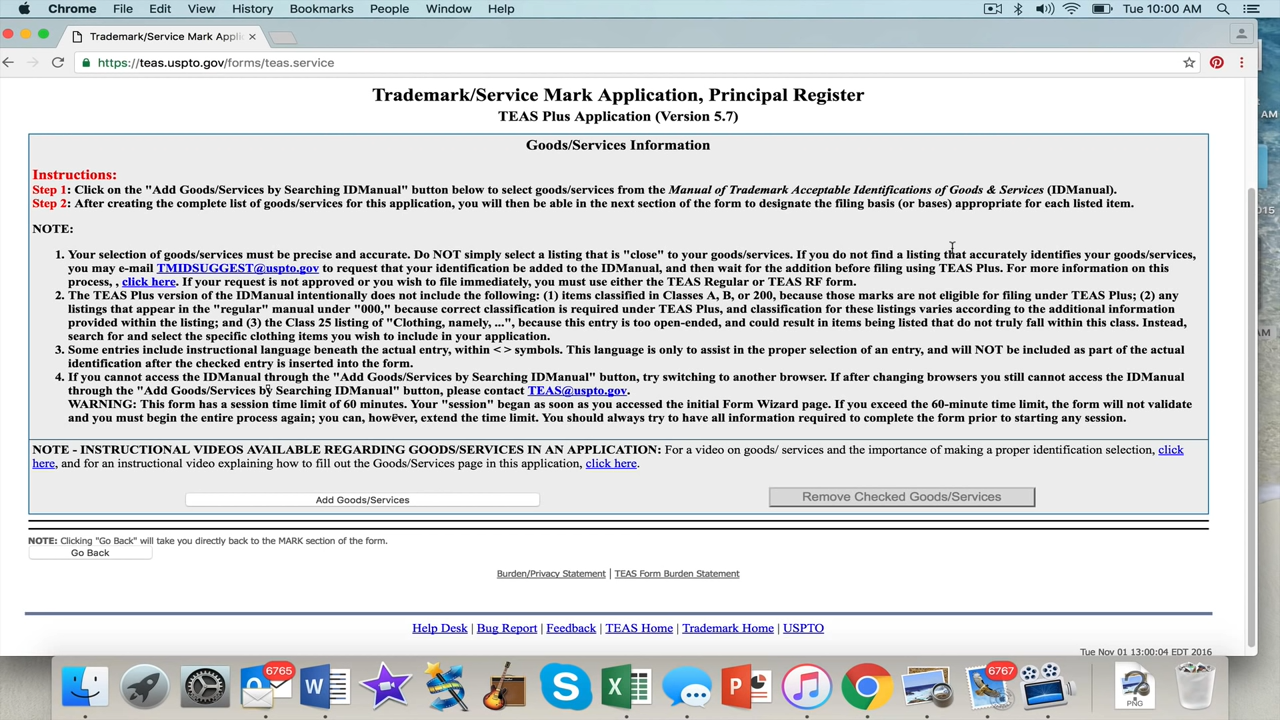 Chrome File Edit View History Bookmarks People Window Help Tue 10:00 AM
Trademark/Service Mark Appli
https://teas.uspto.gov/forms/teas.service
AM
Trademark/Service Mark Application, Principal Register
TEAS Plus Application (Version 5.7)
Goods/Services Information
Instructions:
Step 1: Click on the "Add Goods/Services by Searching IDManual" button below to select goods/services from the Manual of Trademark Acceptable Identifications of Goods & Services (IDManual).
Step 2: After creating the complete list of goods/services for this application, you will then be able in the next section of the form to designate the filing basis (or bases) appropriate for each listed item.
2015
NOTE:
1. Your selection of goods/services must be precise and accurate. Do NOT simply select a listing that is "close" to your goods/services. If you do not find a listing that accurately identifies your goods/services,
you may e-mail TMIDSUGGEST@uspto.gov to request that your identification be added to the IDManual, and then wait for the addition before filing using TEAS Plus. For more information on this
process, , click here. If your request is not approved or you wish to file immediately, you must use either the TEAS Regular or TEAS RF form.
2. The TEAS Plus version of the IDManual intentionally does not include the following: (1) items classified in Classes A, B, or 200, because those marks are not eligible for filing under TEAS Plus; (2) any
listings that appear in the "regular" manual under "000," because correct classification is required under TEAS Plus, and classification for these listings varies according to the additional information
provided within the listing; and (3) the Class 25 listing of "Clothing, namely, ...", because this entry is too open-ended, and could result in items being listed that do not truly fall within this class. Instead,
search for and select the specific clothing items you wish to include in your application.
AM
3. Some entries include instructional language beneath the actual entry, within < > symbols. This language is only to assist in the proper selection of an entry, and will NOT be included as part of the actual
identification after the checked entry is inserted into the form.
4. If you cannot access the IDManual through the "Add Goods/Services by Searching IDManual" button, try switching to another browser. If after changing browsers you still cannot access the IDManual
through the "Add Goods/Services by Searching IDManual" button, please contact TEAS@uspto.gov.
WARNING: This form has a session time limit of 60 minutes. Your "session" began as soon as you accessed the initial Form Wizard page. If you exceed the 60-minute time limit, the form will not validate
and you must begin the entire process again; you can, however, extend the time limit. You should always try to have all information required to complete the form prior to starting any session.
NOTE - INSTRUCTIONAL VIDEOS AVAILABLE REGARDING GOODS/SERVICES IN AN APPLICATION: For a video on goods/ services and the importance of making a proper identification selection, click
here, and for an instructional video explaining how to fill out the Goods/Services page in this application, click here.
Add Goods/Services Remove Checked Goods/Services
NOTE: Clicking "Go Back" will take you directly back to the MARK section of the form.
Go Back
Burden/Privacy Statement | TEAS Form Burden Statement
Help Desk | Bug Report | Feedback | TEAS Home | Trademark Home | USPTO
Tue Nov 01 13:00:04 EDT 2016
6765 6767
PNG